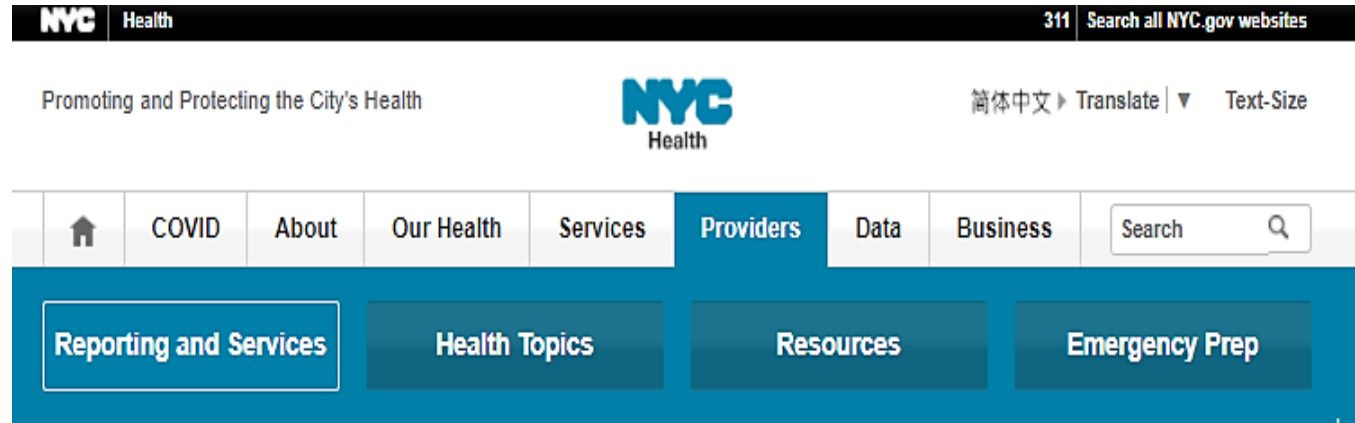 NYC Health 311 Search all NYC.gov websites
Promoting and Protecting the City's Health NYC Health 简体中文 Translate Text-Size
COVID About Our Health Services Providers Data Business Search
Reporting and Services Health Topics Resources Emergency Prep